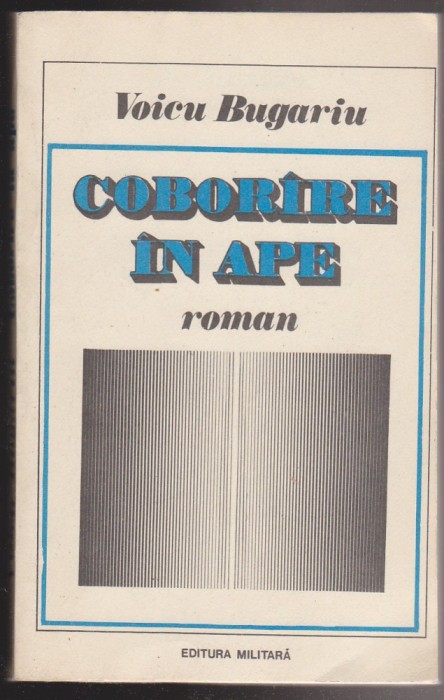 Voicu Bugariu
COBORÎRE
ÎN APE
roman
EDITURA MILITARĂ